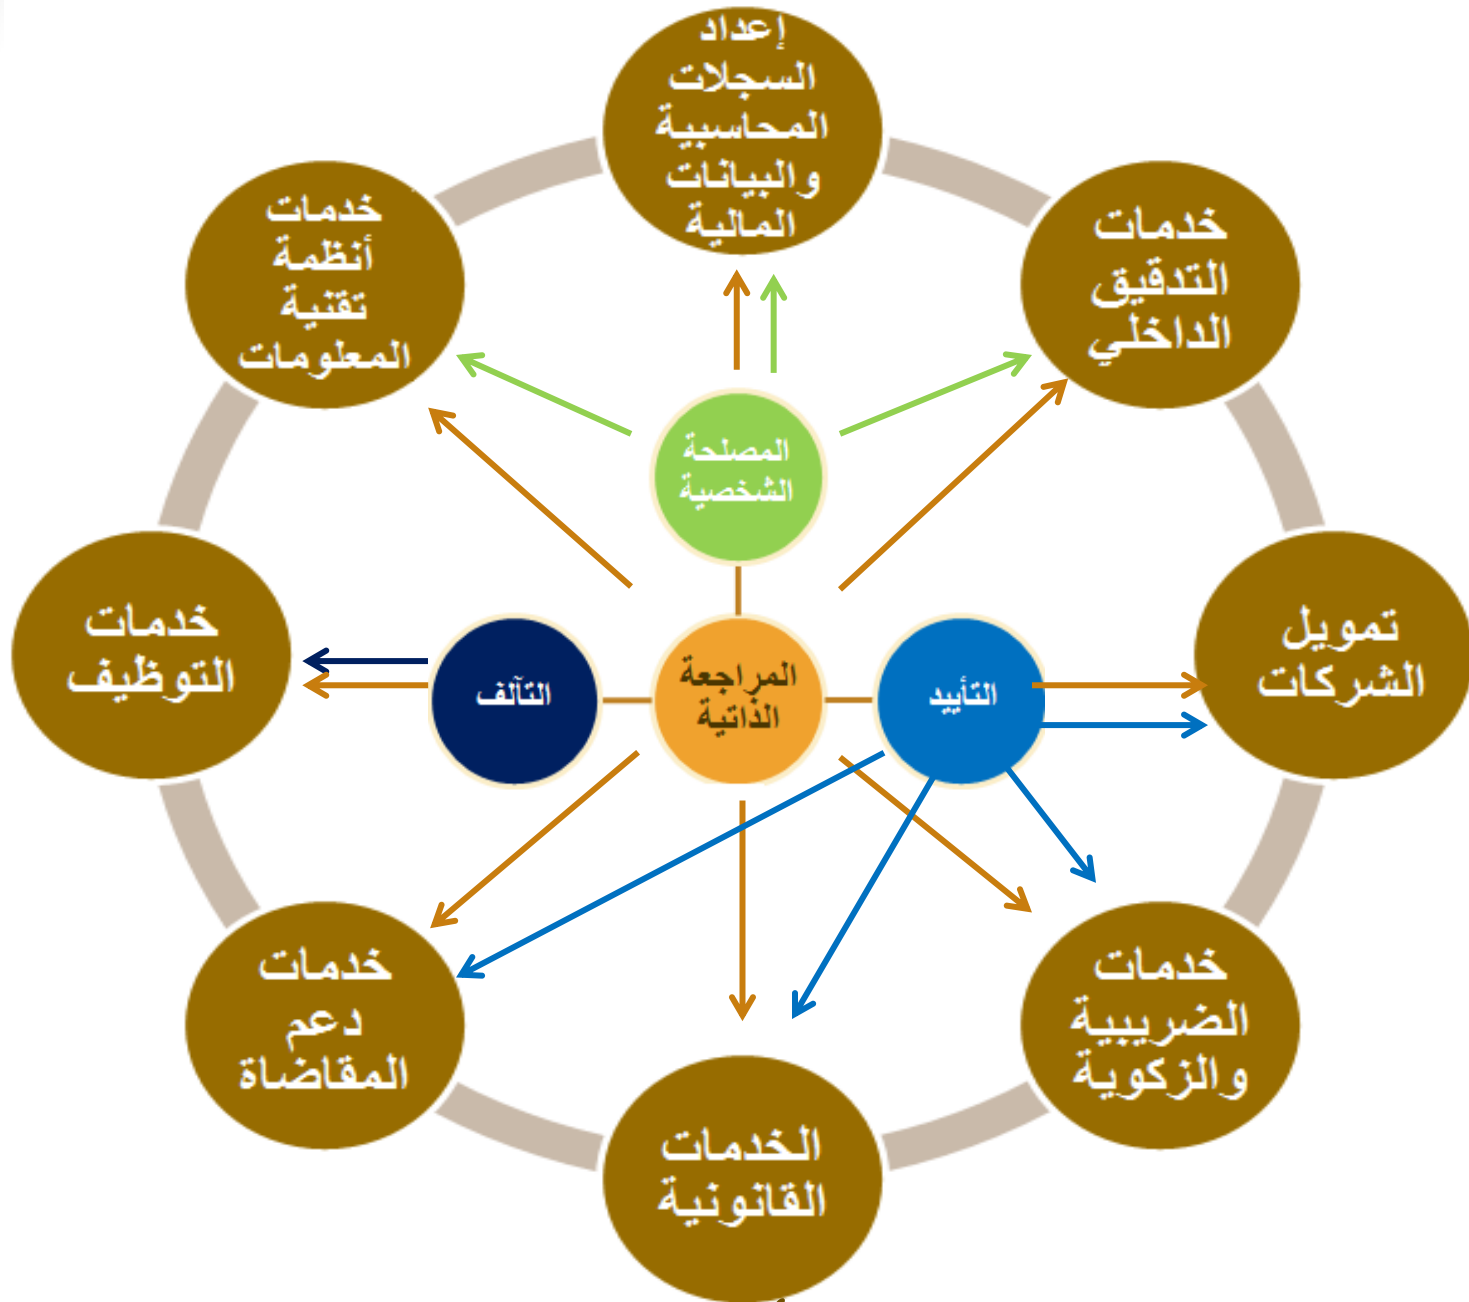 إعداد
السجلات
المحاسبية
والبيانات
المالية
خدمات
التدقيق
الداخلي
خدمات
أنظمة
تقنية
المعلومات
المصلحة
الشخصية
تمويل
الشركات
خدمات
التوظيف
التآلف
المراجعة
الذاتية
التأييد
خدمات
الضريبية
والزكوية
خدمات
دعم
المقاضاة
الخدمات
القانونية